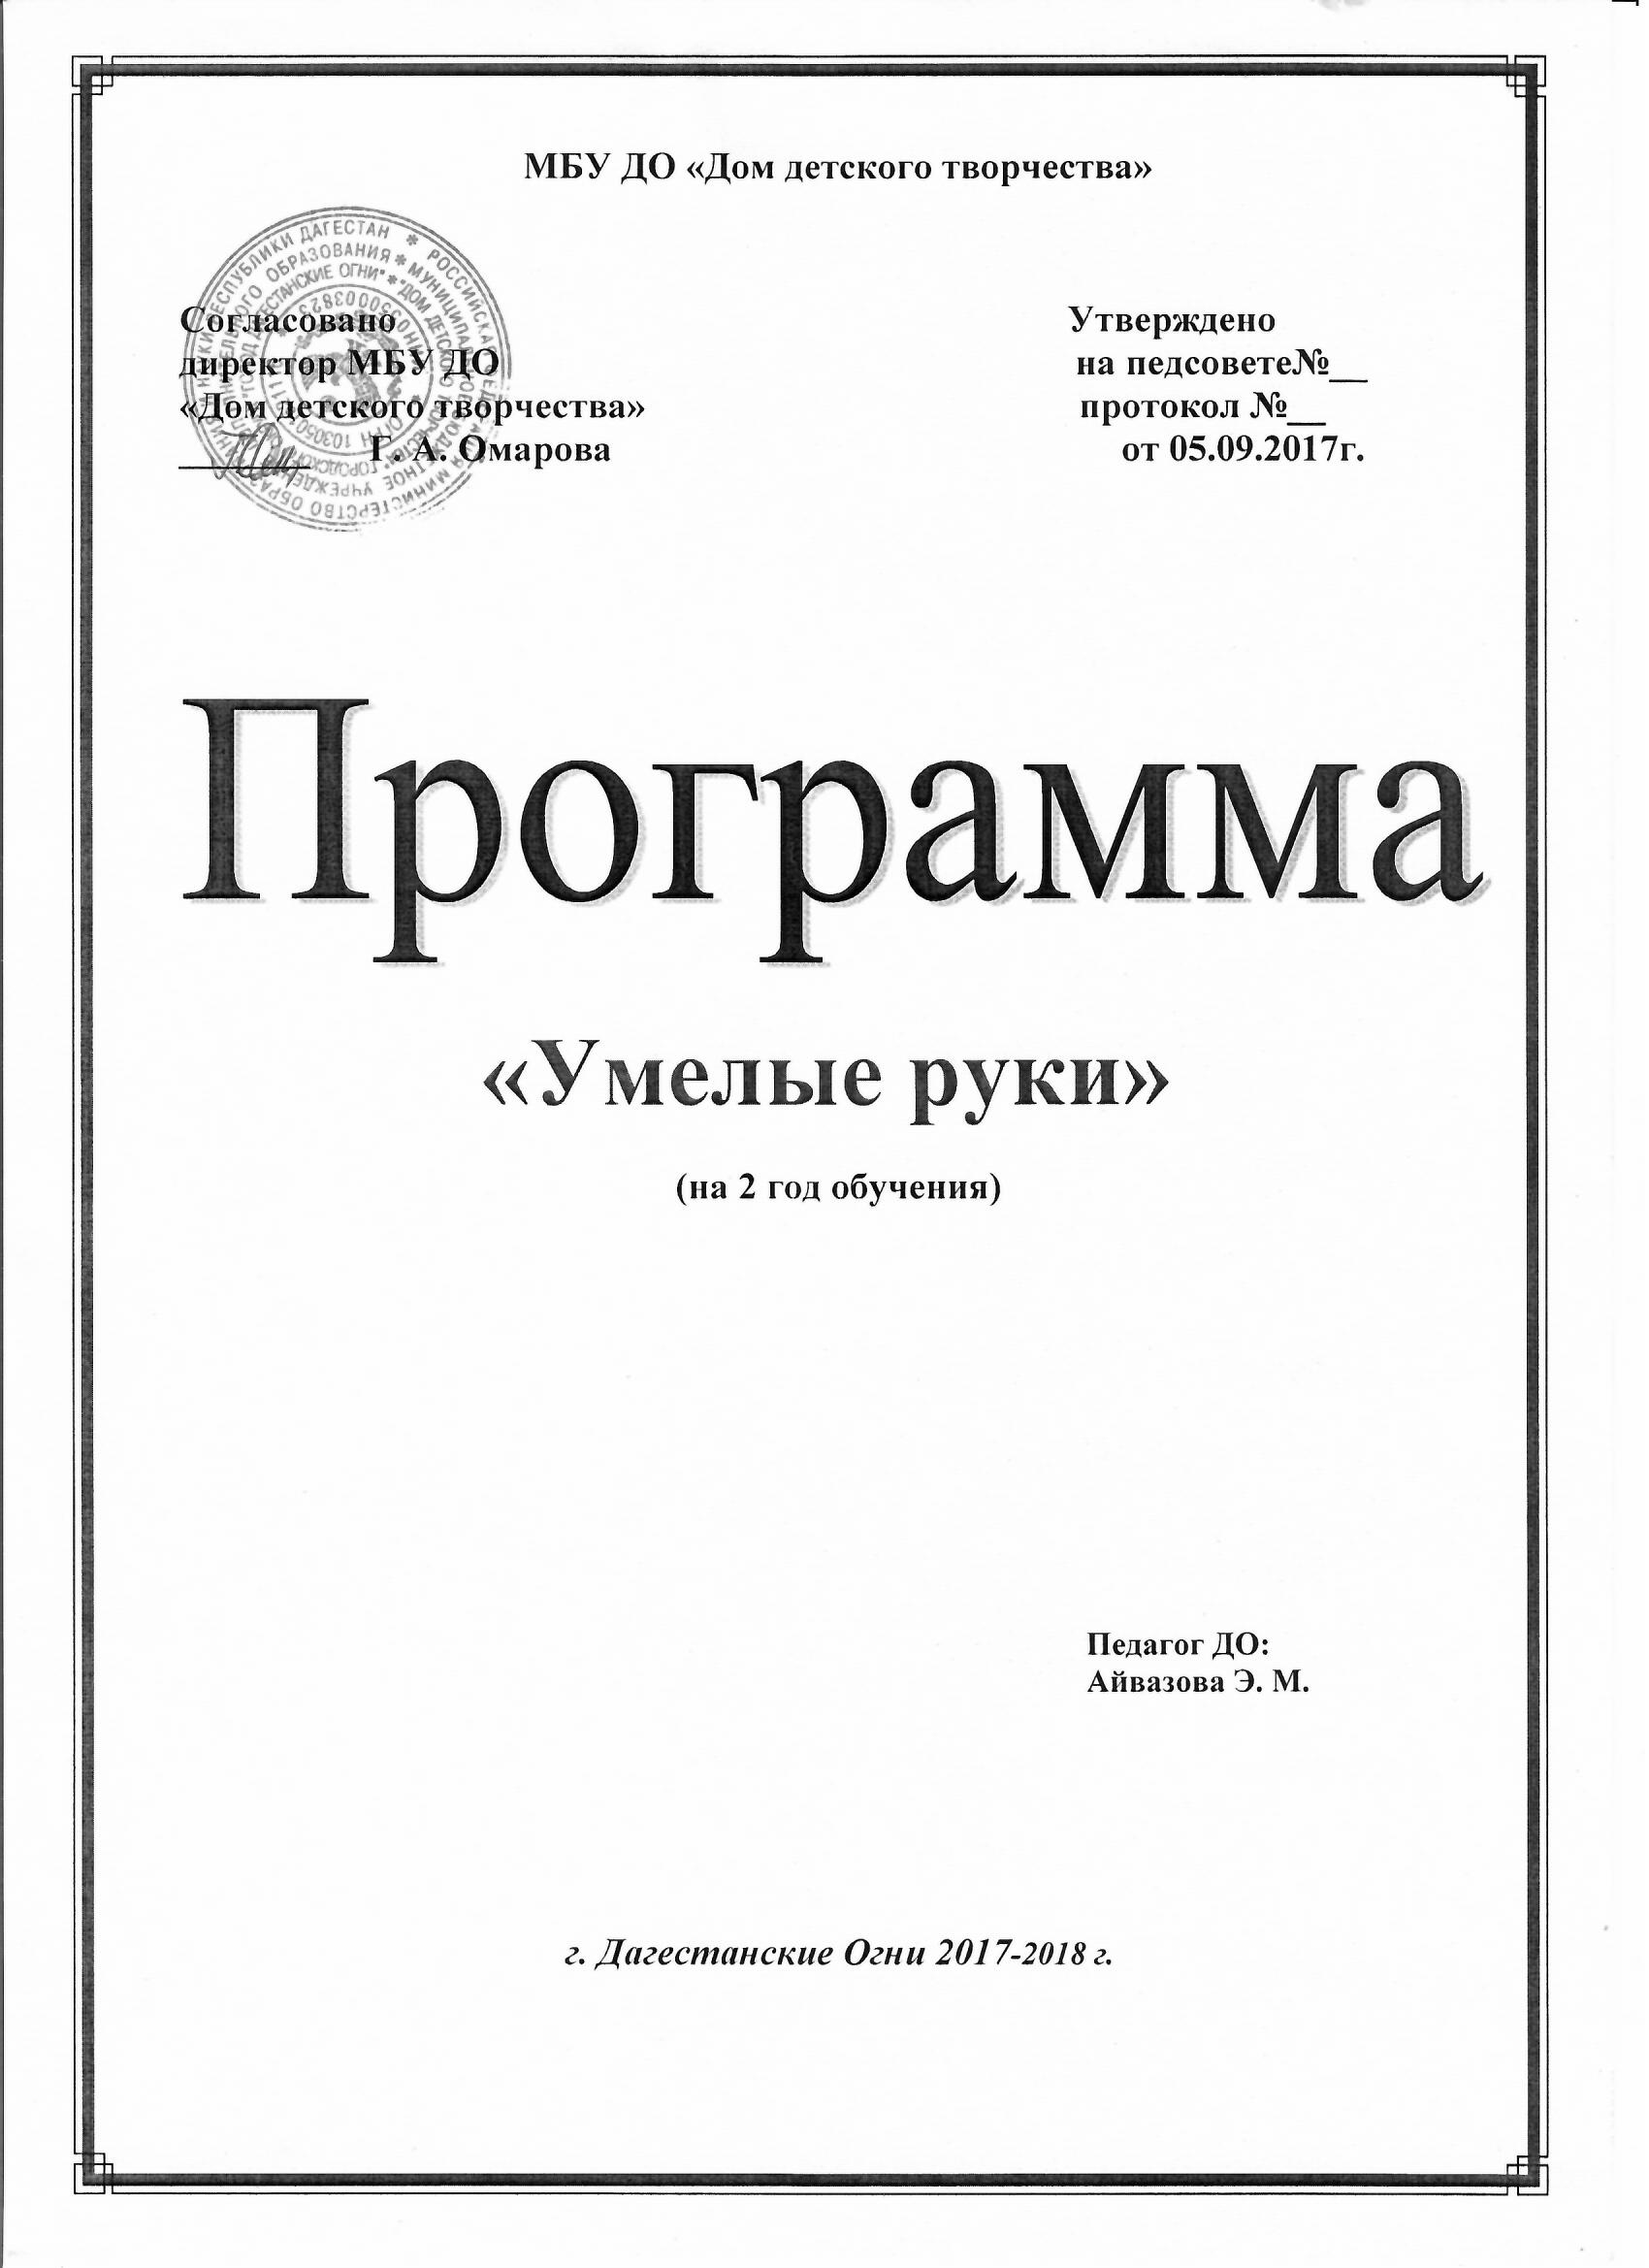 МБУ ДО «Дом детского творчества»
Согласовано
директор МБУ ДО
«Дом детского творчества»
Г. А. Омарова
Утверждено
на педсовете№__
протокол №__
от 05.09.2017г.
Программа
«Умелые руки»
(на 2 год обучения)
Педагог ДО:
Айвазова Э. М.
г. Дагестанские Огни 2017-2018 г.